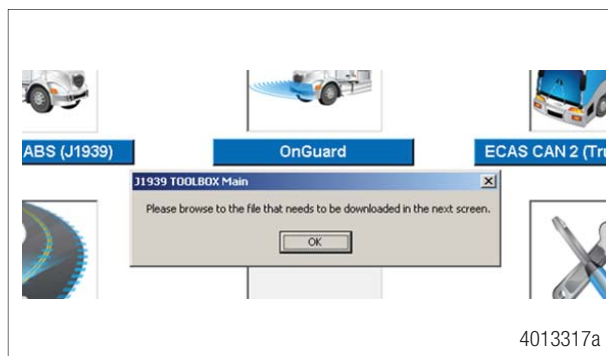 ABS (J1939)
OnGuard
ECAS CAN 2 (Tru
J1939 TOOLBOX Main
Please browse to the file that needs to be downloaded in the next screen.
OK
4013317a